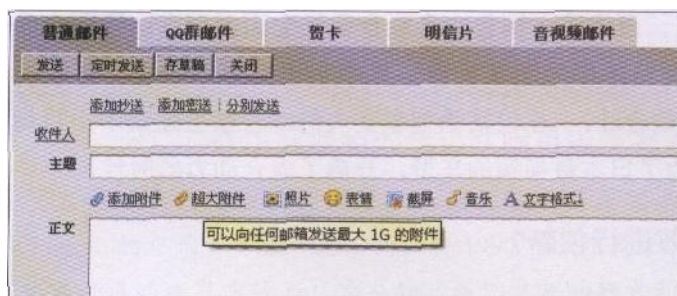 普通邮件 QQ群邮件 贺卡 明信片 音视频邮件
发送 定时发送 存草稿 关闭
添加抄送 - 添加密送 | 分别发送
收件人
主题
添加附件 超大附件 照片 表情 截屏 音乐 A 文字格式↓
正文
可以向任何邮箱发送最大 1G 的附件